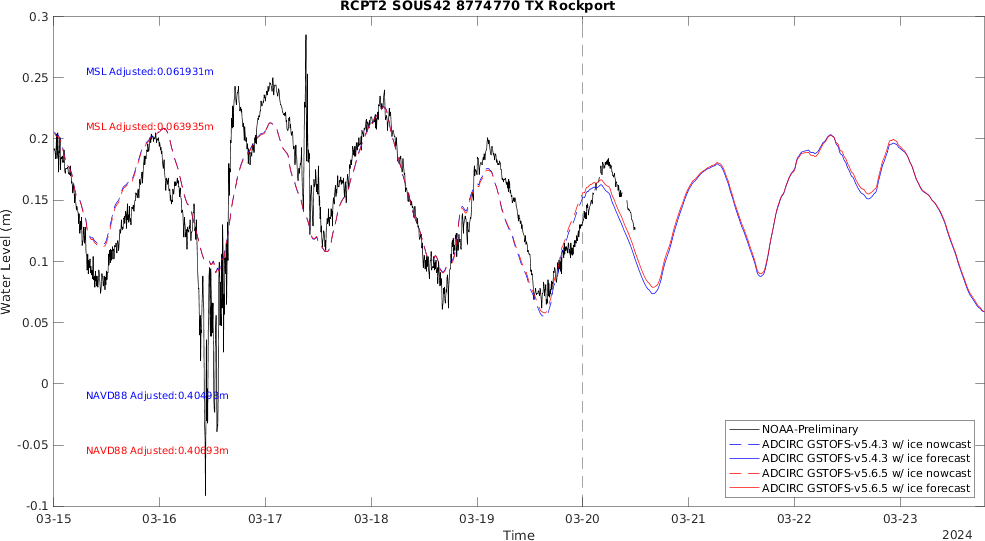 RCPT2 SOUS42 8774770 TX Rockport
0.3
0.25
0.2
0.15
0.1
0.05
0
-0.05
-0.1
Water Level (m)
MSL Adjusted:0.061931m
MSL Adjusted:0.063935m
NAVD88 Adjusted:0.40493m
NAVD88 Adjusted:0.40693m
NOAA-Preliminary
ADCIRC GSTOFS-v5.4.3 w/ ice nowcast
ADCIRC GSTOFS-v5.4.3 w/ ice forecast
ADCIRC GSTOFS-v5.6.5 w/ ice nowcast
ADCIRC GSTOFS-v5.6.5 w/ ice forecast
03-15 03-16 03-17 03-18 03-19 03-20 03-21 03-22 03-23
Time
2024